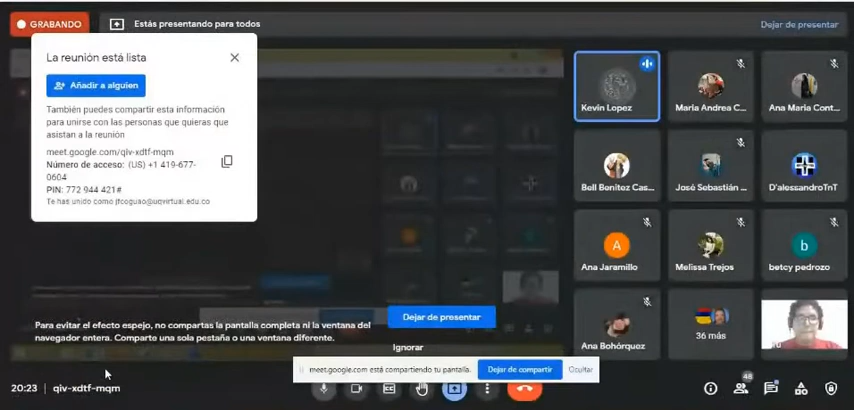 GRABANDO
Estás presentando para todos
Dejar de presentar
La reunión está lista
Añadir a alguien
También puedes compartir esta información
para unirse con las personas que quieras que
asistan a la reunión
meet.google.com/qiv-xdtf-mqm
Número de acceso: (US) +1 419-677-
0604
PIN: 772 944 421#
Te has unido como jfcoguao@uqvirtual.edu.co
Kevin Lopez
Maria Andrea C...
Ana Maria Cont...
Bell Benitez Cas...
José Sebastián ...
D'alessandroTnT
A
Ana Jaramillo
Melissa Trejos
b
betcy pedrozo
Ana Bohórquez
36 más
Para evitar el efecto espejo, no compartas la pantalla completa ni la ventana del
navegador entera. Comparte una sola pestaña o una ventana diferente.
Dejar de presentar
Ignorar
meet.google.com está compartiendo tu pantalla.
Dejar de compartir
Ocultar
20:23
qiv-xdtf-mqm
48